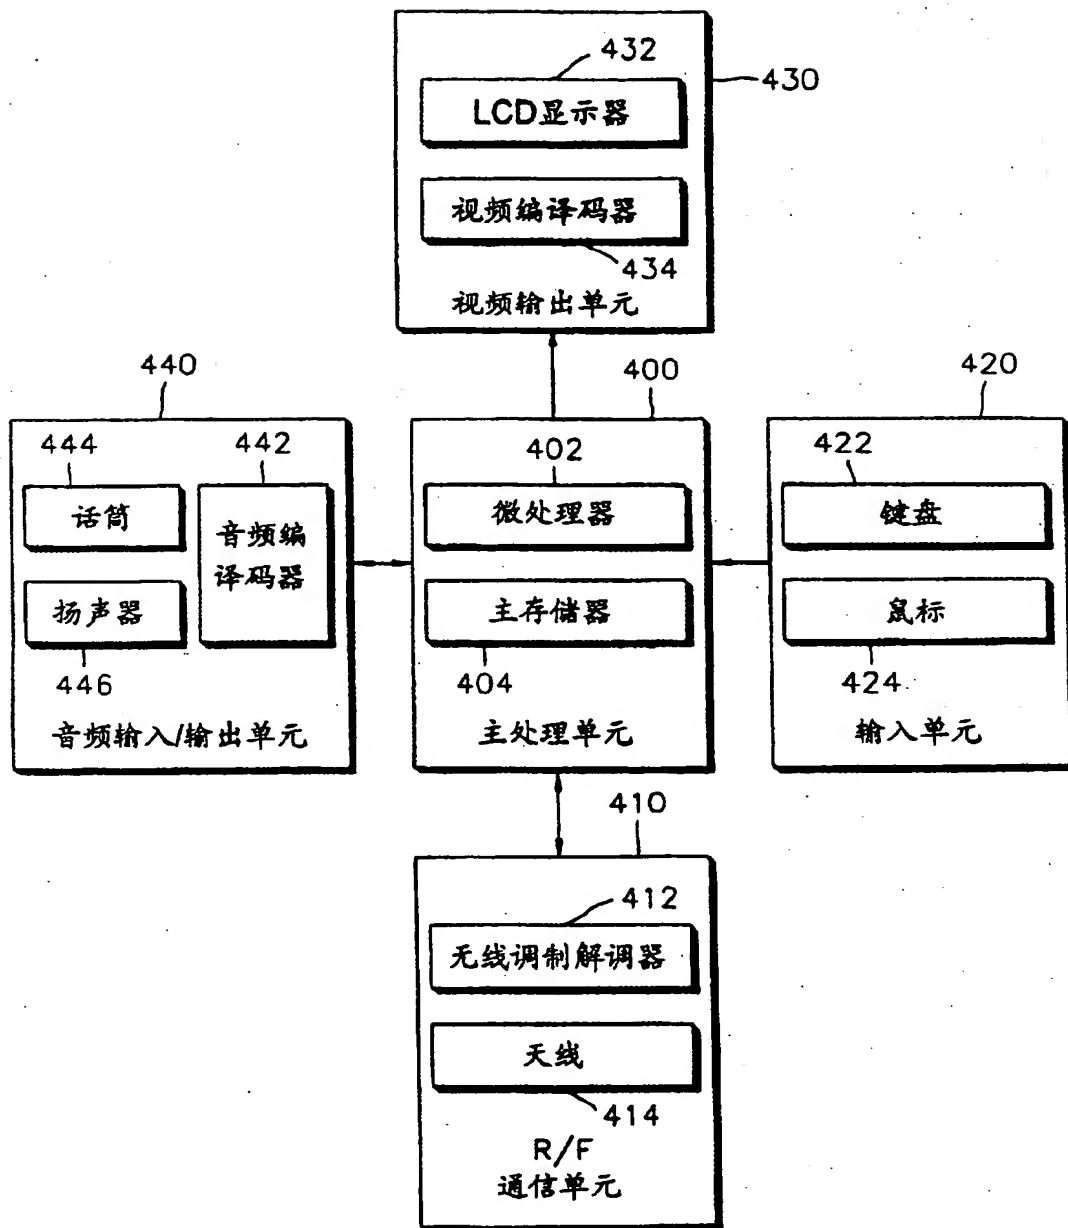 432
430
LCD显示器
视频编译码器
434
视频输出单元
440
400
420
444
442
话筒
音频编
译码器
扬声器
446
音频输入/输出单元
402
微处理器
主存储器
404
主处理单元
422
键盘
鼠标
424
输入单元
410
412
无线调制解调器
天线
414
R/F
通信单元